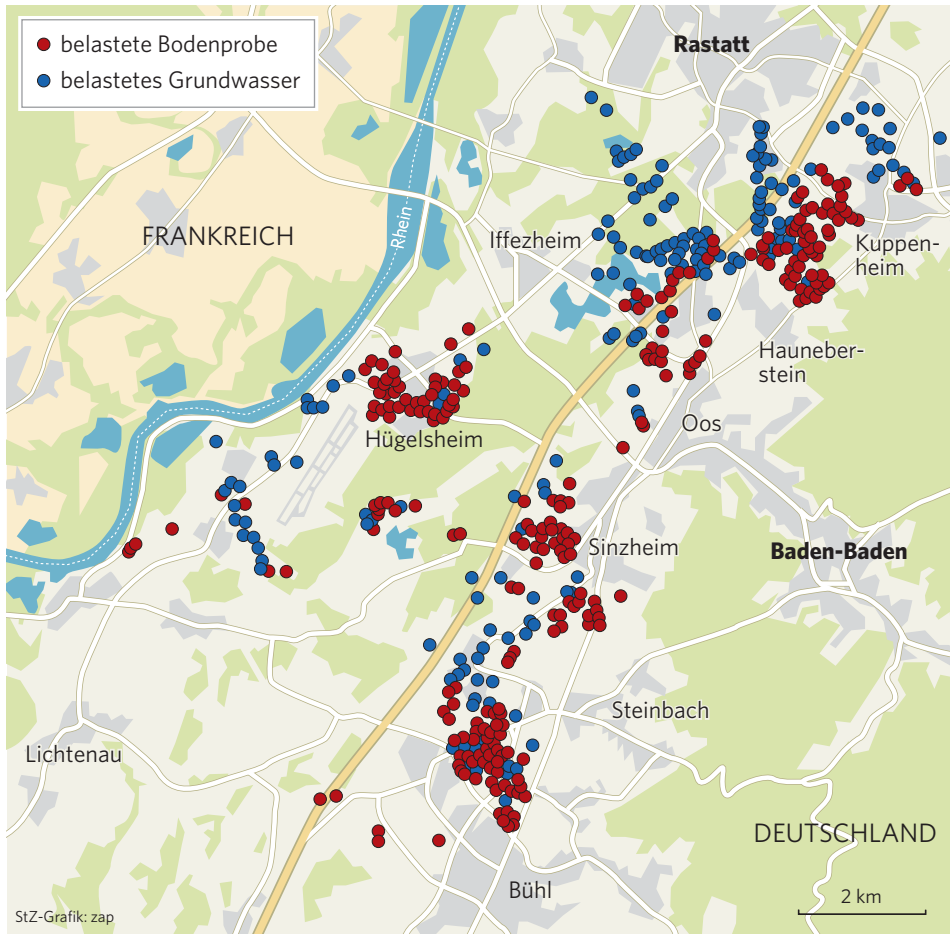 belastete Bodenprobe
belastetes Grundwasser
Rastatt
FRANKREICH
Rhein
Iffezheim
Kuppen-
heim
Haueneber-
stein
Hügelsheim
Oos
Sinzheim
Baden-Baden
Steinbach
Lichtenau
DEUTSCHLAND
Bühl
2 km
StZ-Grafik: zap